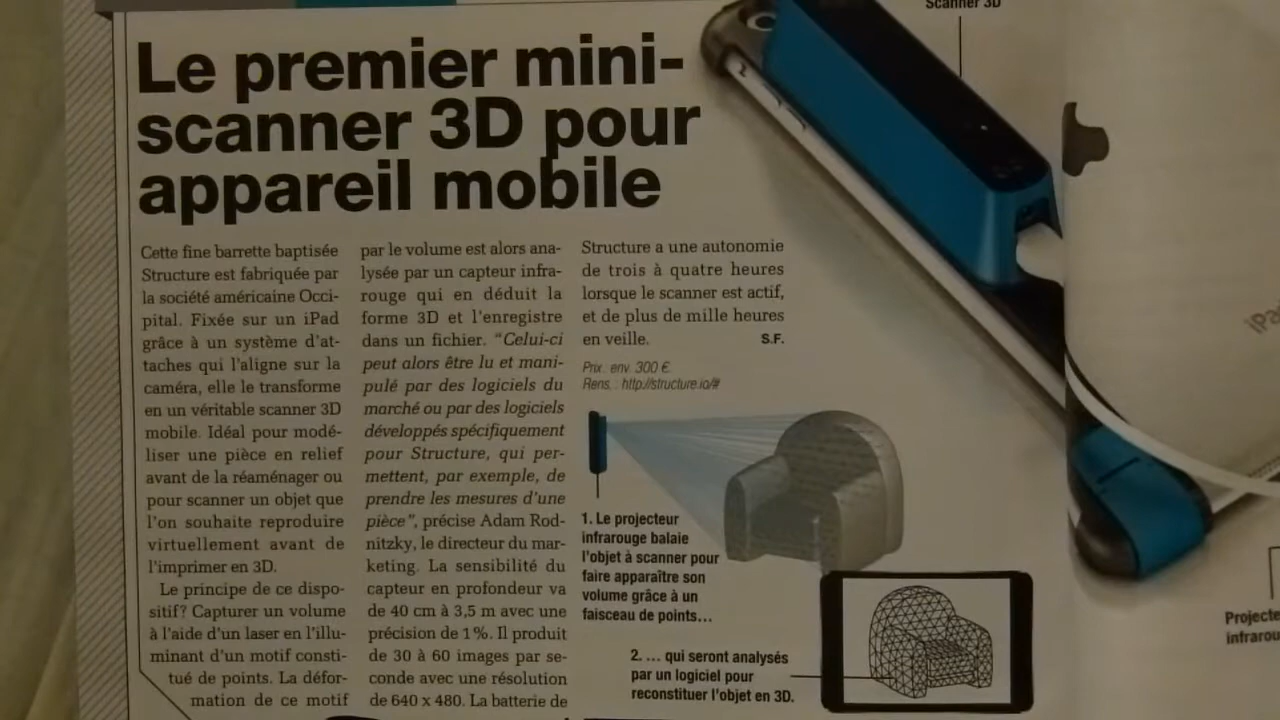 Scanner 3D
Le premier mini-
scanner 3D pour
appareil mobile
Cette fine barrette baptisée
Structure est fabriquée par
la société américaine Occi-
pital. Fixée sur un iPad
grâce à un système d'at-
taches qui l'aligne sur la
caméra, elle le transforme
en un véritable scanner 3D
mobile. Idéal pour modé-
liser une pièce en relief
avant de la réaménager ou
pour scanner un objet que
l'on souhaite reproduire
virtuellement avant de
l'imprimer en 3D.
Le principe de ce dispo-
sitif? Capturer un volume
à l'aide d'un laser en l'illu-
minant d'un motif consti-
tué de points. La défor-
mation de ce motif
par le volume est alors ana-
lysée par un capteur infra-
rouge qui en déduit la
forme 3D et l'enregistre
dans un fichier. "Celui-ci
peut alors être lu et mani-
pulé par des logiciels du
marché ou par des logiciels
développés spécifiquement
pour Structure, qui per-
mettent, par exemple, de
prendre les mesures d'une
pièce", précise Adam Rod-
nitzky, le directeur du mar-
keting. La sensibilité du
capteur en profondeur va
de 40 cm à 3,5 m avec une
précision de 1%. Il produit
de 30 à 60 images par se-
conde avec une résolution
de 640 x 480. La batterie de
Structure a une autonomie
de trois à quatre heures
lorsque le scanner est actif,
et de plus de mille heures
en veille. S.F.
Prix : env. 300 €.
Rens. : http://structure.io/#
1. Le projecteur
infrarouge balaie
l'objet à scanner pour
faire apparaître son
volume grâce à un
faisceau de points...
2. ... qui seront analysés
par un logiciel pour
reconstituer l'objet en 3D.
iPa
Projecte
infrarou